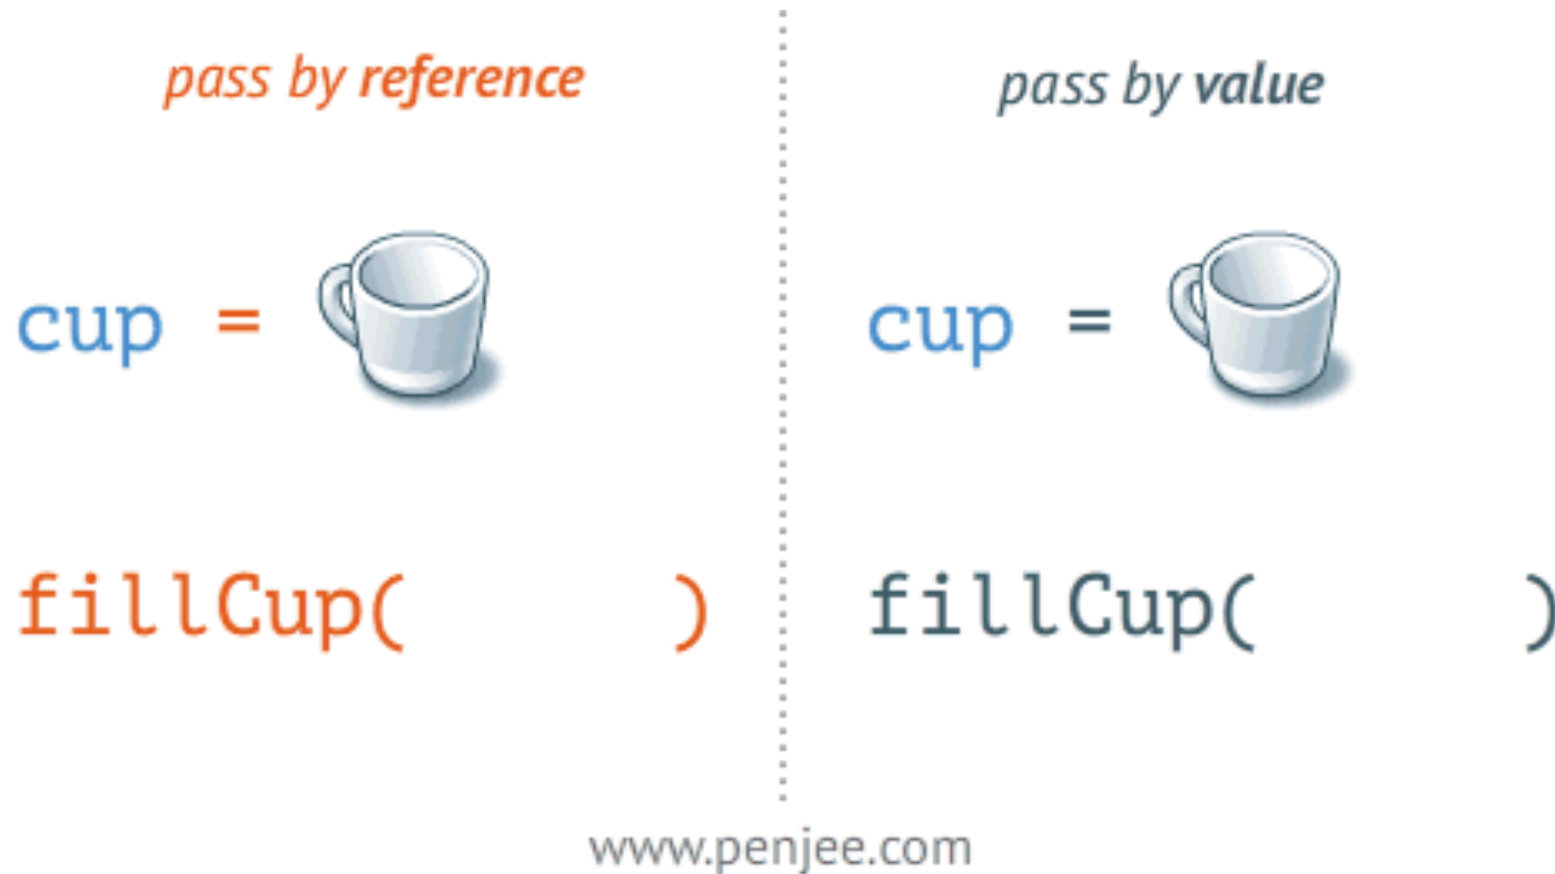 pass by reference
cup =
fillCup( )
pass by value
cup =
fillCup( )
www.penjee.com